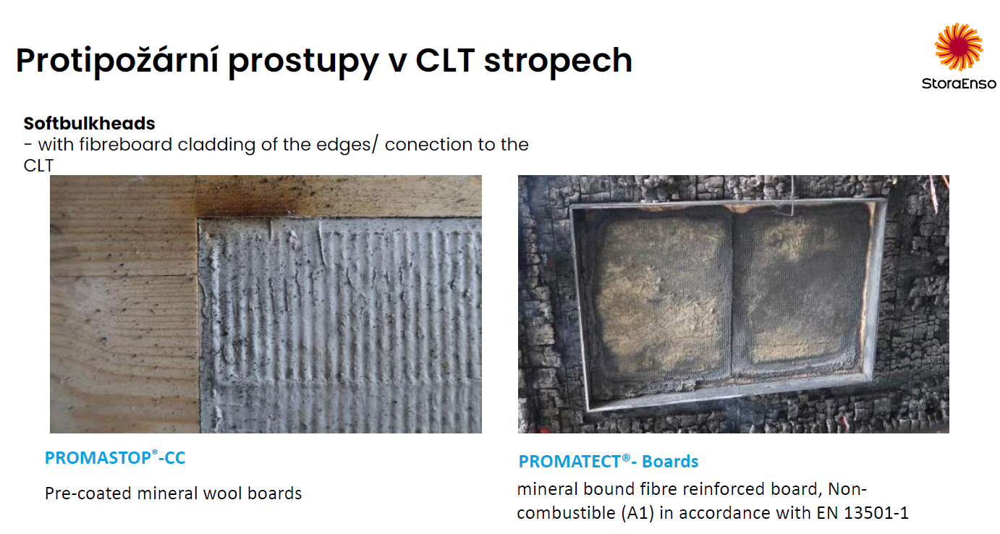 Protipožární prostupy v CLT stropech
StoraEnso
Softbulkheads
- with fibreboard cladding of the edges/ conection to the
CLT
PROMASTOP®-CC
Pre-coated mineral wool boards
PROMATECT®- Boards
mineral bound fibre reinforced board, Non-
combustible (A1) in accordance with EN 13501-1